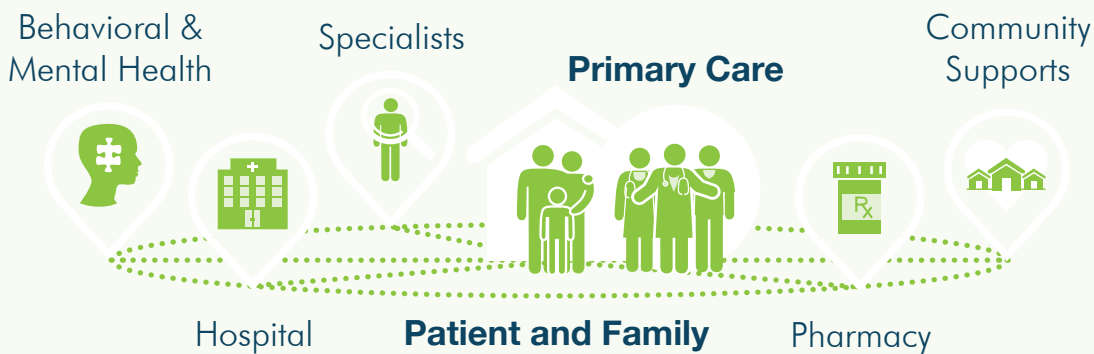 Behavioral &
Mental Health
Specialists
Primary Care
Community
Supports
Rx
Hospital
Patient and Family
Pharmacy